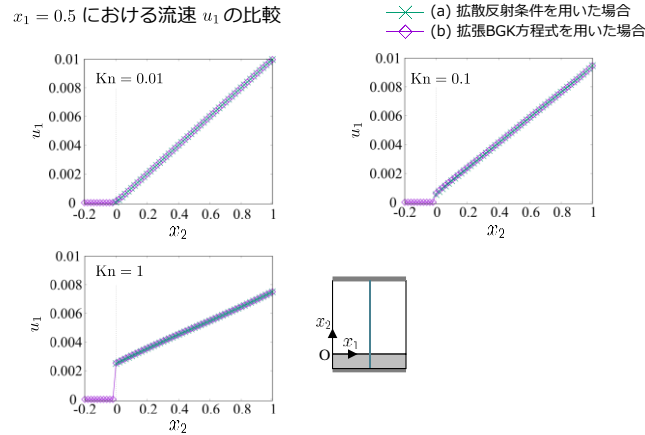 x₁ = 0.5 における流速 u₁ の比較
(a) 拡散反射条件を用いた場合
(b) 拡張BGK方程式を用いた場合
Kn = 0.01
u₁
0.01
0.008
0.006
0.004
0.002
0
-0.2 0 0.2 0.4 0.6 0.8 1
x₂
Kn = 0.1
u₁
0.01
0.008
0.006
0.004
0.002
0
-0.2 0 0.2 0.4 0.6 0.8 1
x₂
Kn = 1
u₁
0.01
0.008
0.006
0.004
0.002
0
-0.2 0 0.2 0.4 0.6 0.8 1
x₂
x₂
x₁
O